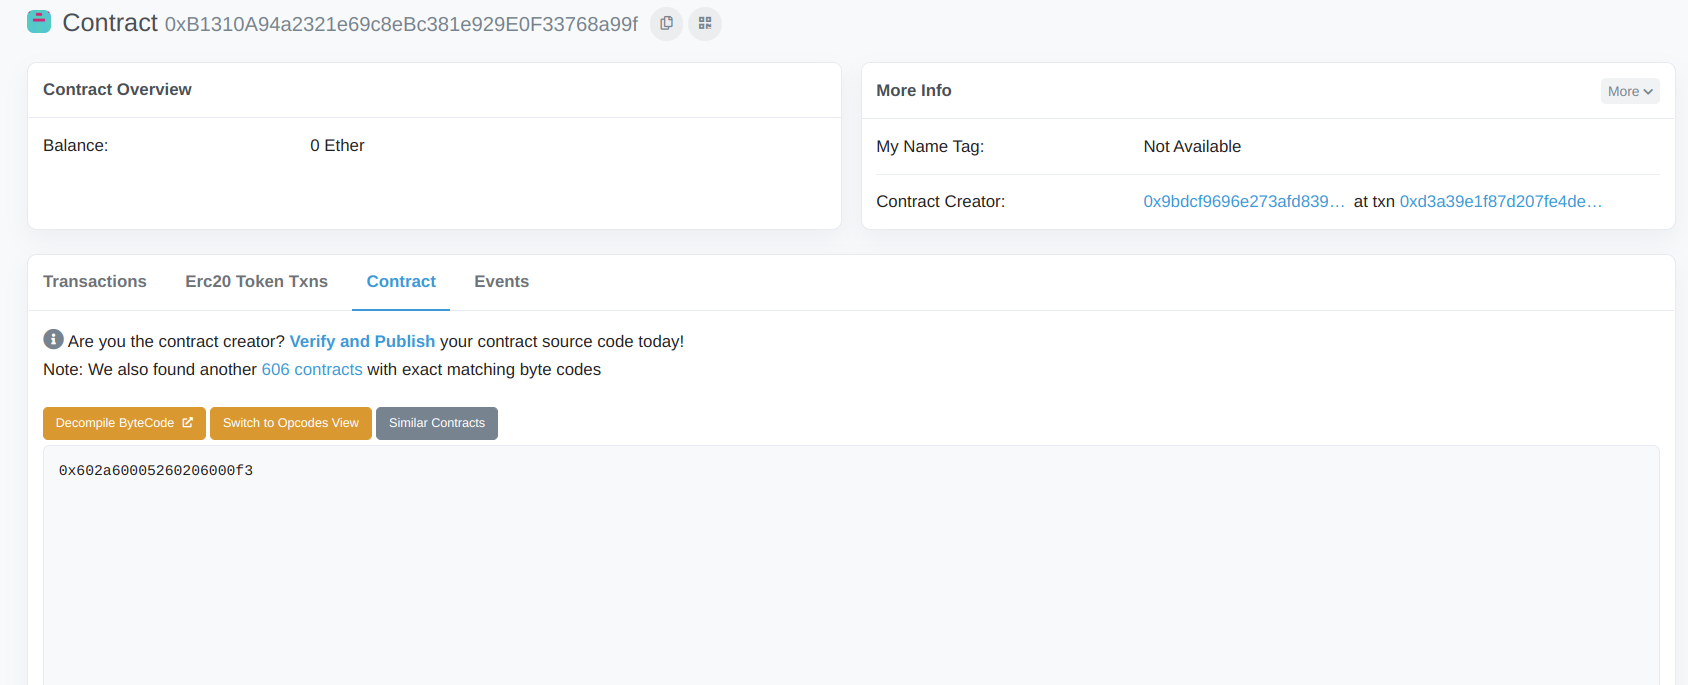 Contract 0xB1310A94a2321e69c8eBc381e929E0F33768a99f
Contract Overview
Balance: 0 Ether
More Info
More
My Name Tag: Not Available
Contract Creator: 0x9bdcf9696e273afd839... at txn 0xd3a39e1f87d207fe4de...
Transactions Erc20 Token Txns Contract Events
Are you the contract creator? Verify and Publish your contract source code today!
Note: We also found another 606 contracts with exact matching byte codes
Decompile ByteCode Switch to Opcodes View Similar Contracts
0x602a60005260206000f3